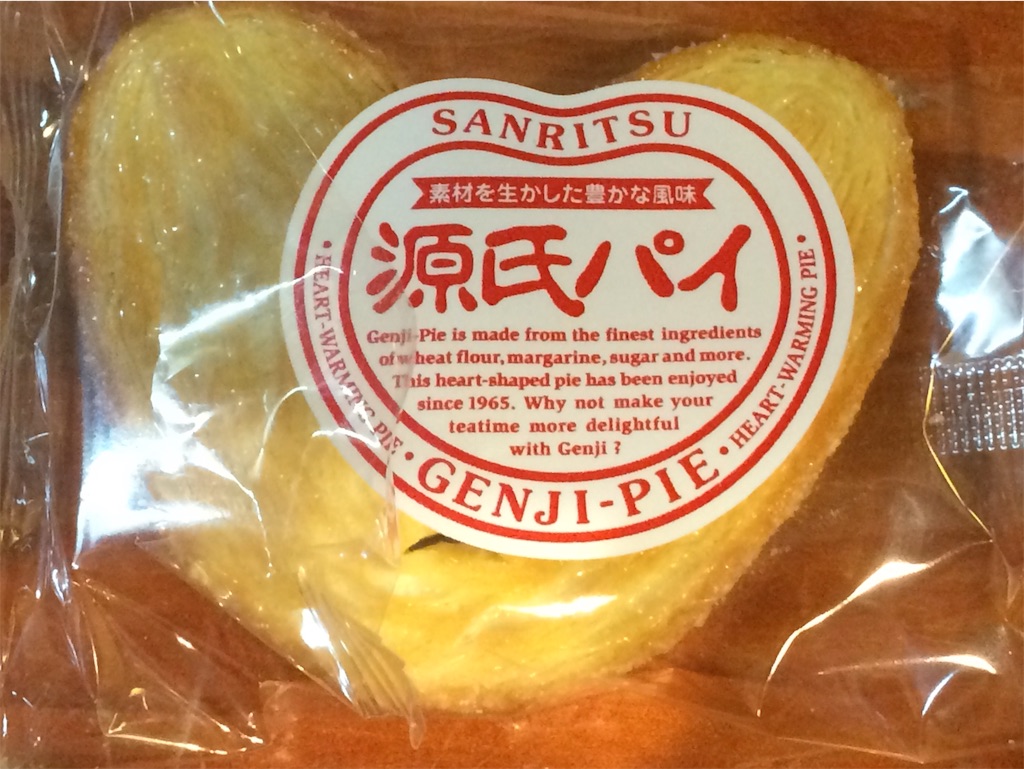 SANRITSU
素材を生かした豊かな風味
源氏パイ
Genji-Pie is made from the finest ingredients
of wheat flour, margarine, sugar and more.
This heart-shaped pie has been enjoyed
since 1965. Why not make your
teatime more delightful
with Genji?
• HEART-WARMING PIE •
GENJI-PIE
• HEART-WARMING PIE •